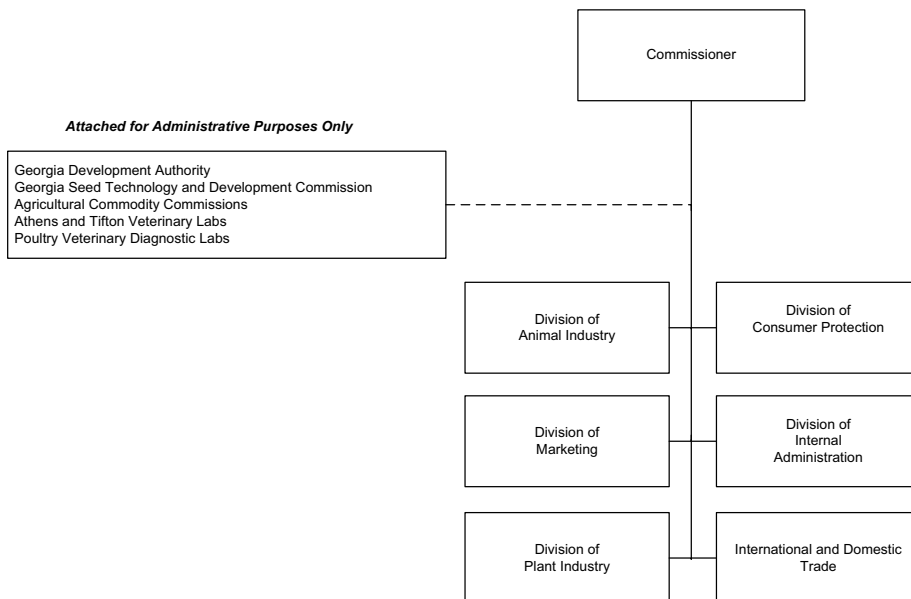 Commissioner
Attached for Administrative Purposes Only
Georgia Development Authority
Georgia Seed Technology and Development Commission
Agricultural Commodity Commissions
Athens and Tifton Veterinary Labs
Poultry Veterinary Diagnostic Labs
Division of
Animal Industry
Division of
Consumer Protection
Division of
Marketing
Division of
Internal
Administration
Division of
Plant Industry
International and Domestic
Trade